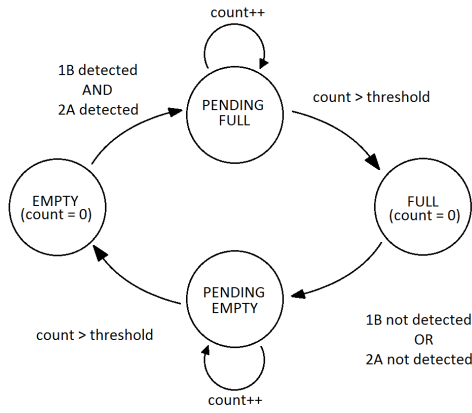 count++
1B detected
AND
2A detected
PENDING
FULL
count > threshold
EMPTY
(count = 0)
FULL
(count = 0)
PENDING
EMPTY
count > threshold
1B not detected
OR
2A not detected
count++